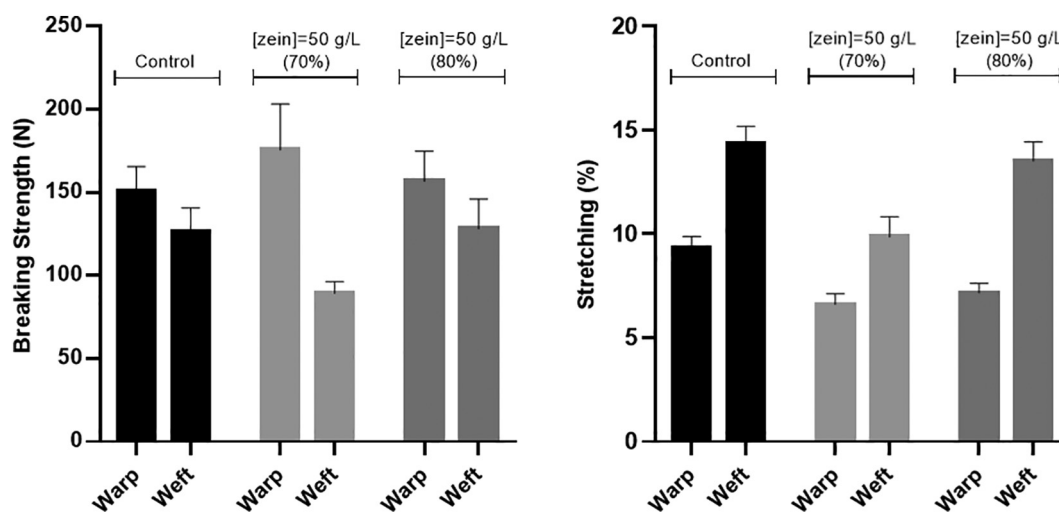 Breaking Strength (N)
250
200
150
100
50
0
Control
[zein]=50 g/L
(70%)
[zein]=50 g/L
(80%)
Warp
Weft
Warp
Weft
Warp
Weft
Stretching (%)
20
15
10
5
0
Control
[zein]=50 g/L
(70%)
[zein]=50 g/L
(80%)
Warp
Weft
Warp
Weft
Warp
Weft